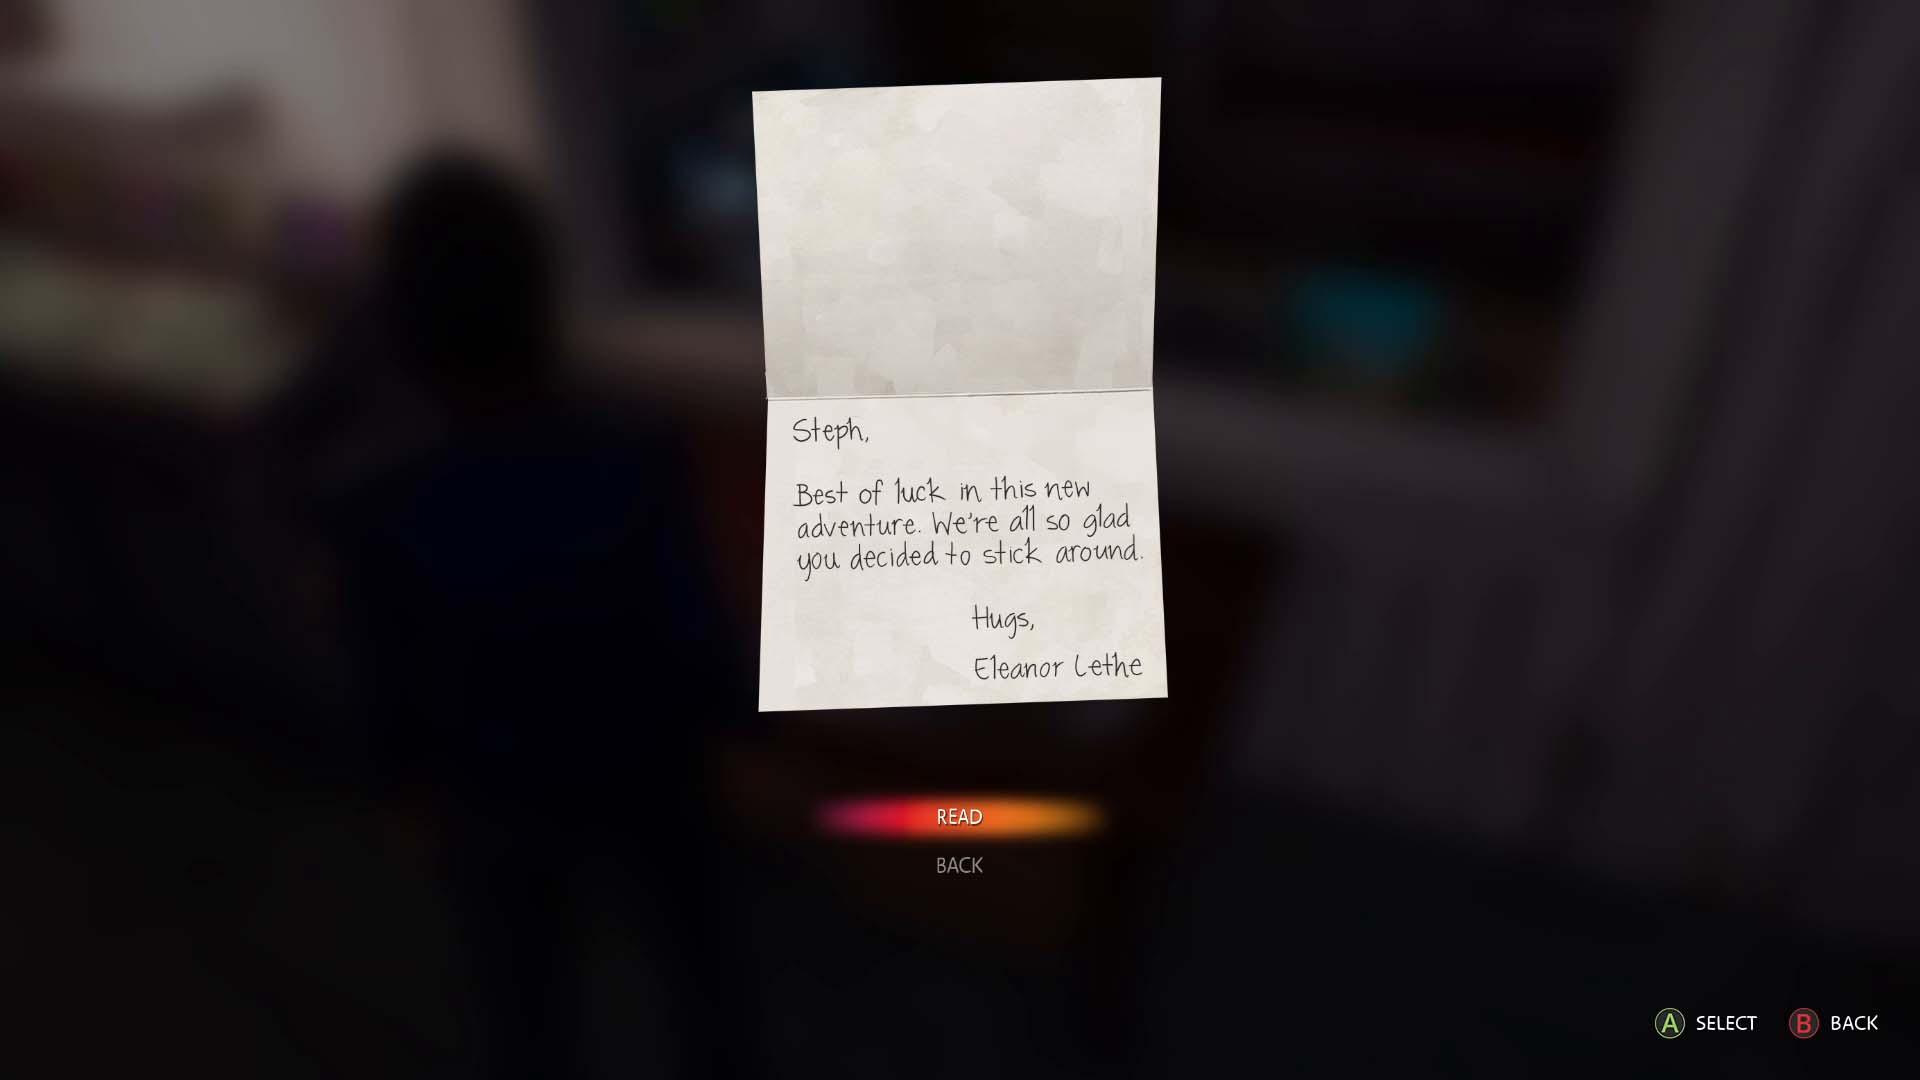 Steph,
Best of luck in this new
adventure. We're all so glad
you decided to stick around.
Hugs,
Eleanor Lethe
READ
BACK
A SELECT B BACK